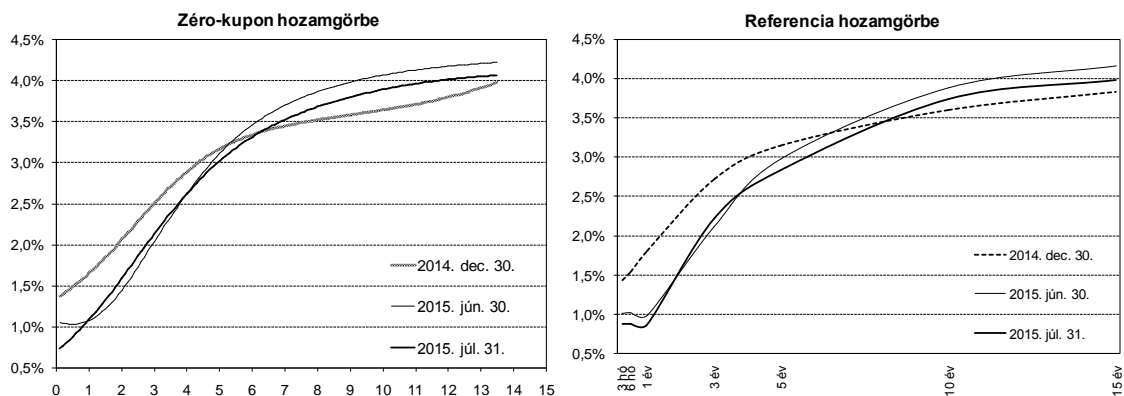 Zéro-kupon hozamgörbe
4,5%
4,0%
3,5%
3,0%
2,5%
2,0%
1,5%
1,0%
0,5%
0 1 2 3 4 5 6 7 8 9 10 11 12 13 14 15
2014. dec. 30.
2015. jún. 30.
2015. júl. 31.
Referencia hozamgörbe
4,5%
4,0%
3,5%
3,0%
2,5%
2,0%
1,5%
1,0%
0,5%
3 hó
6 hó
1 év
3 év
5 év
10 év
15 év
2014. dec. 30.
2015. jún. 30.
2015. júl. 31.